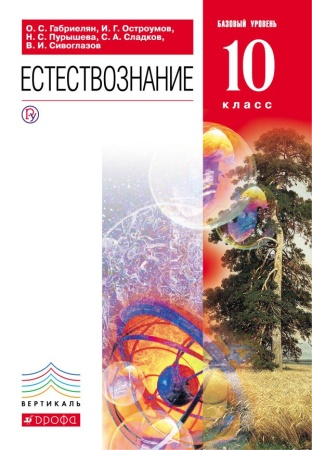 О. С. Габриелян, И. Г. Остроумов,
Н. С. Пурышева, С. А. Сладков,
В. И. Сивоглазов
БАЗОВЫЙ УРОВЕНЬ
ЕСТЕСТВОЗНАНИЕ
10
класс
ВЕРТИКАЛЬ
ДРОФА